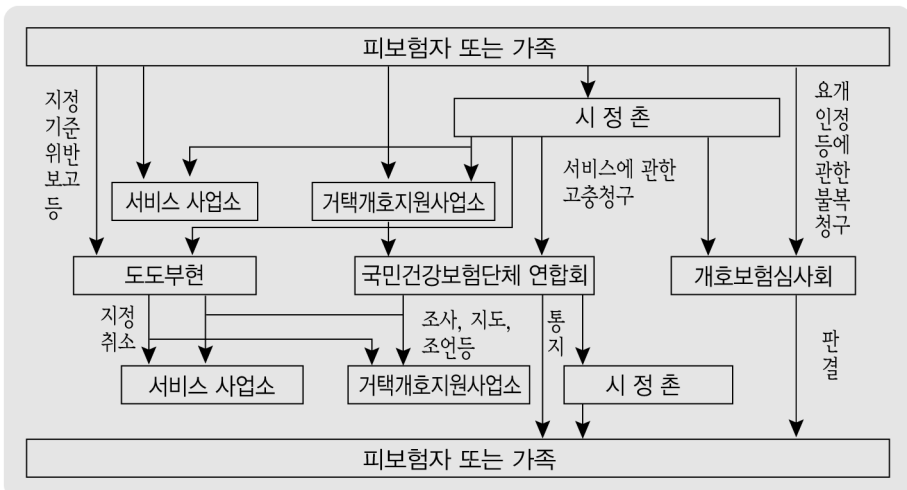 피보험자 또는 가족
지정
기준
위반
보고
등
요개
인정
등에
관한
불복
청구
시 정 촌
서비스에 관한
고충청구
서비스 사업소
거택개호지원사업소
도도부현
국민건강보험단체 연합회
개호보험심사회
지정
취소
조사, 지도,
조언등
통
지
판
결
서비스 사업소
거택개호지원사업소
시 정 촌
피보험자 또는 가족